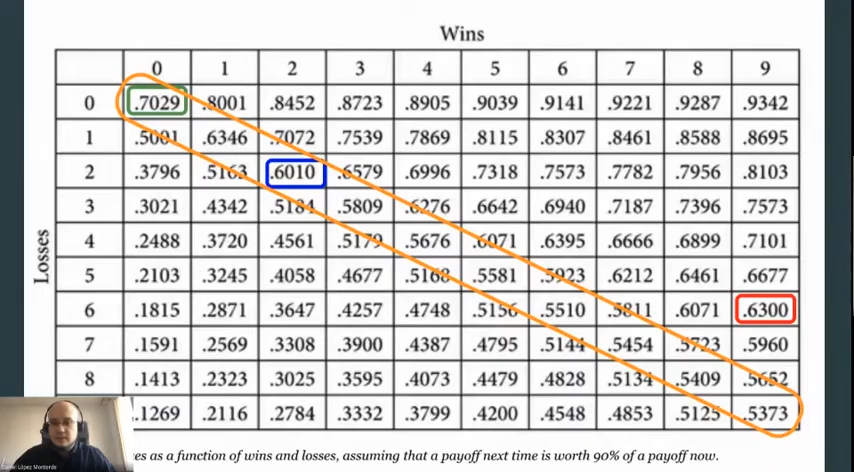 Wins
0 1 2 3 4 5 6 7 8 9
0 .7029 .8001 .8452 .8723 .8905 .9039 .9141 .9221 .9287 .9342
1 .5001 .6346 .7072 .7539 .7869 .8115 .8307 .8461 .8588 .8695
2 .3796 .5163 .6010 .6579 .6996 .7318 .7573 .7782 .7956 .8103
3 .3021 .4342 .5184 .5809 .6276 .6642 .6940 .7187 .7396 .7573
4 .2488 .3720 .4561 .5179 .5676 .6071 .6395 .6666 .6899 .7101
5 .2103 .3245 .4058 .4677 .5168 .5581 .5923 .6212 .6461 .6677
6 .1815 .2871 .3647 .4257 .4748 .5156 .5510 .5811 .6071 .6300
7 .1591 .2569 .3308 .3900 .4387 .4795 .5144 .5454 .5723 .5960
8 .1413 .2323 .3025 .3595 .4073 .4479 .4828 .5134 .5409 .5652
.1269 .2116 .2784 .3332 .3799 .4200 .4548 .4853 .5125 .5373
Losses
es as a function of wins and losses, assuming that a payoff next time is worth 90% of a payoff now.
Daniel López